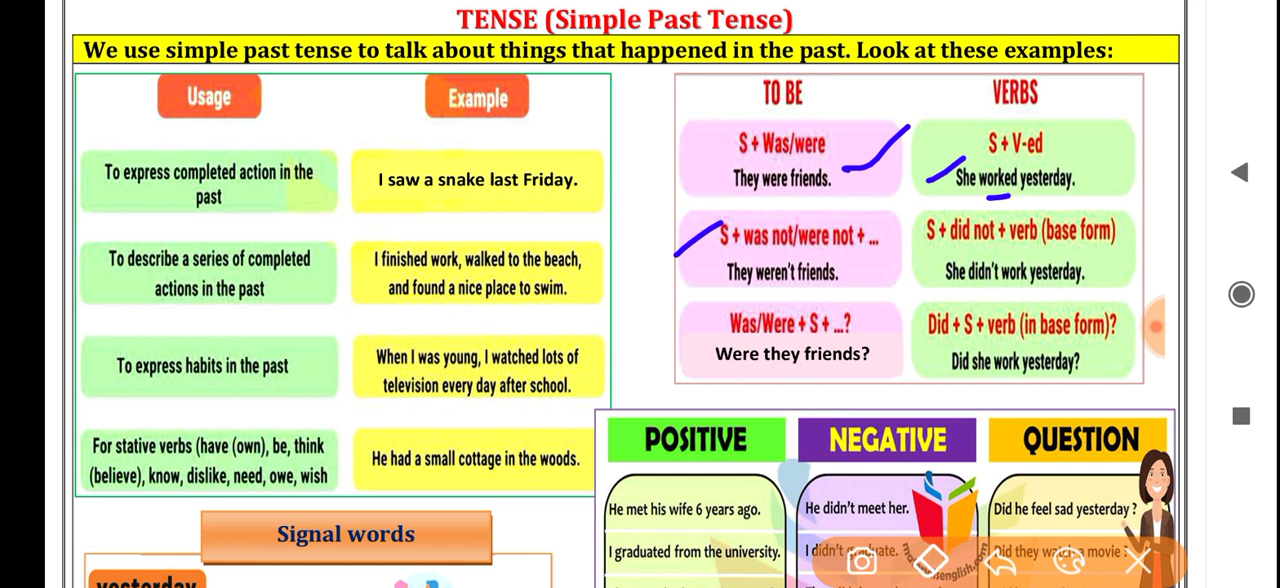 TENSE (Simple Past Tense)
We use simple past tense to talk about things that happened in the past. Look at these examples:
Usage
Example
To express completed action in the
past
I saw a snake last Friday.
To describe a series of completed
actions in the past
I finished work, walked to the beach,
and found a nice place to swim.
To express habits in the past
When I was young, I watched lots of
television every day after school.
For stative verbs (have (own), be, think
(believe), know, dislike, need, owe, wish
He had a small cottage in the woods.
Signal words
yesterday
TO BE
VERBS
S + Was/were
They were friends.
S + V-ed
She worked yesterday.
S + was not/were not + ...
They weren't friends.
S + did not + verb (base form)
She didn't work yesterday.
Was/Were + S + ...?
Were they friends?
Did + S + verb (in base form)?
Did she work yesterday?
POSITIVE
NEGATIVE
QUESTION
He met his wife 6 years ago.
He didn't meet her.
Did he feel sad yesterday ?
I graduated from the university.
I didn't graduate.
Did they watch a movie ?